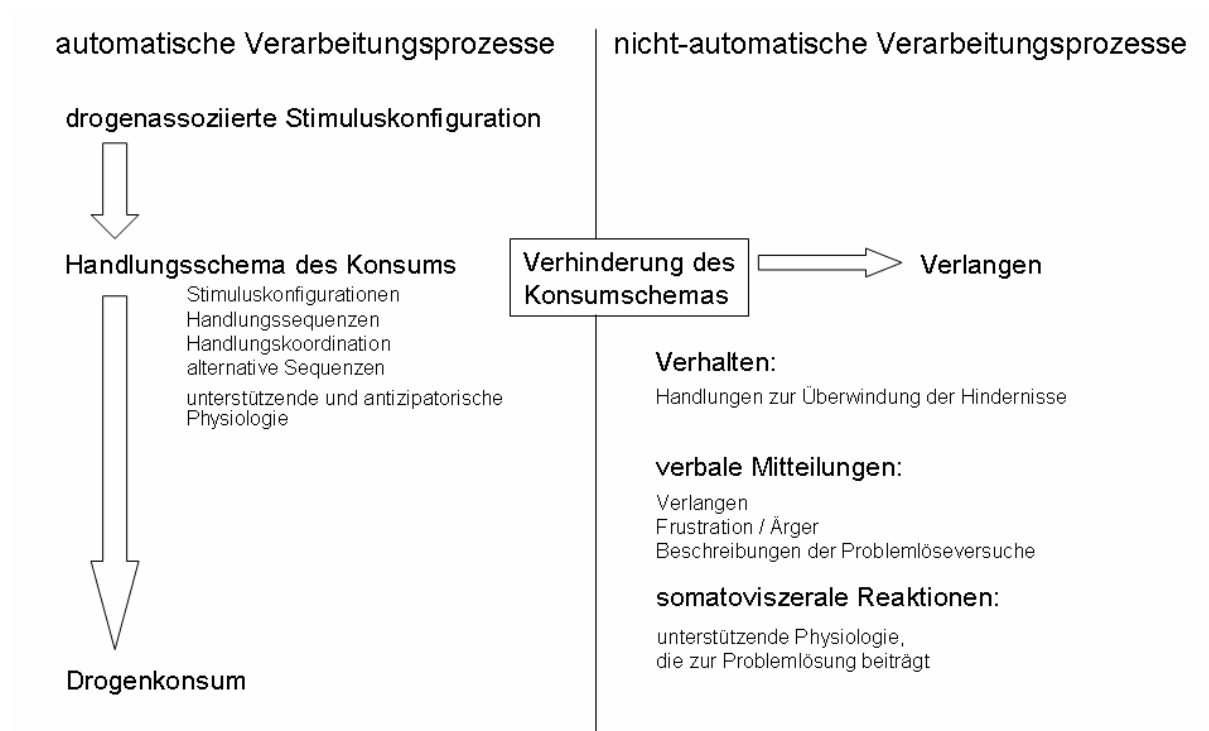 automatische Verarbeitungsprozesse
nicht-automatische Verarbeitungsprozesse
drogenassoziierte Stimuluskonfiguration
Handlungsschema des Konsums
Stimuluskonfigurationen
Handlungssequenzen
Handlungskoordination
alternative Sequenzen
unterstützende und antizipatorische
Physiologie
Drogenkonsum
Verhinderung des
Konsumschemas
Verlangen
Verhalten:
Handlungen zur Überwindung der Hindernisse
verbale Mitteilungen:
Verlangen
Frustration / Ärger
Beschreibungen der Problemlöseversuche
somatoviszerale Reaktionen:
unterstützende Physiologie,
die zur Problemlösung beiträgt